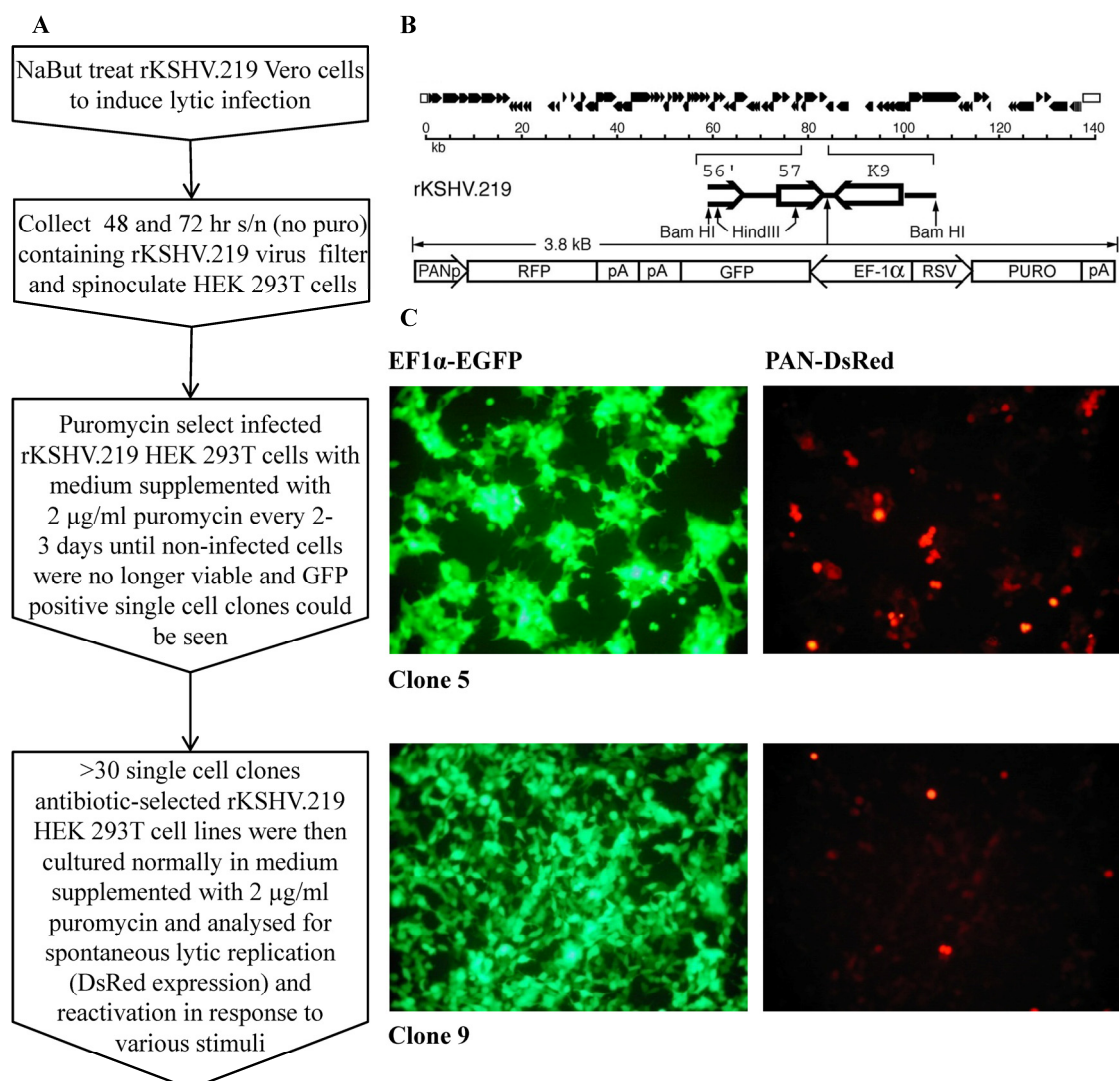 A
NaBut treat rKSHV.219 Vero cells
to induce lytic infection
Collect 48 and 72 hr s/n (no puro)
containing rKSHV.219 virus filter
and spinoculate HEK 293T cells
Puromycin select infected
rKSHV.219 HEK 293T cells with
medium supplemented with
2 µg/ml puromycin every 2-
3 days until non-infected cells
were no longer viable and GFP
positive single cell clones could
be seen
>30 single cell clones
antibiotic-selected rKSHV.219
HEK 293T cell lines were then
cultured normally in medium
supplemented with 2 µg/ml
puromycin and analysed for
spontaneous lytic replication
(DsRed expression) and
reactivation in response to
various stimuli
B
0 20 40 60 80 100 120 140
kb
56' 57 K9
rKSHV.219
Bam HI HindIII Bam HI
3.8 kB
PANp RFP pA pA GFP EF-1α RSV PURO pA
C
EF1α-EGFP PAN-DsRed
Clone 5
Clone 9